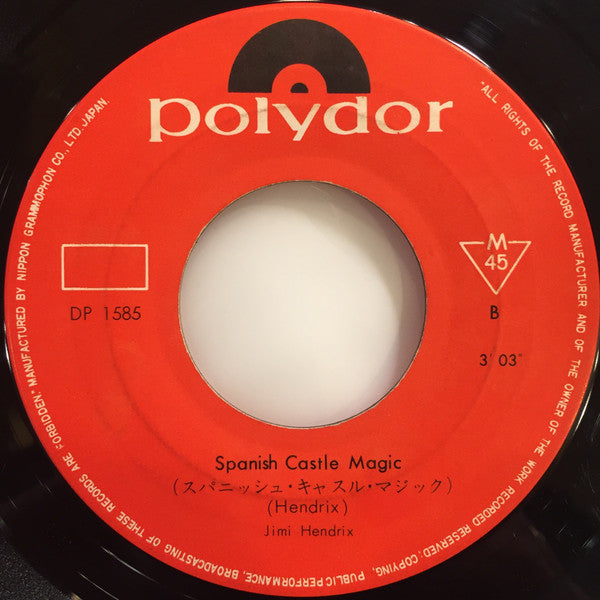 polydor
"ALL RIGHTS OF THE RECORD MANUFACTURER AND OF THE OWNER OF THE WORK RECORDED RESERVED. COPYING, PUBLIC PERFORMANCE, BROADCASTING OF THESE RECORDS ARE FORBIDDEN." MANUFACTURED BY NIPPON GRAMMOPHON CO., LTD. JAPAN.
M
45
DP 1585
B
3' 03"
Spanish Castle Magic
(スパニッシュ・キャスル・マジック)
(Hendrix)
Jimi Hendrix